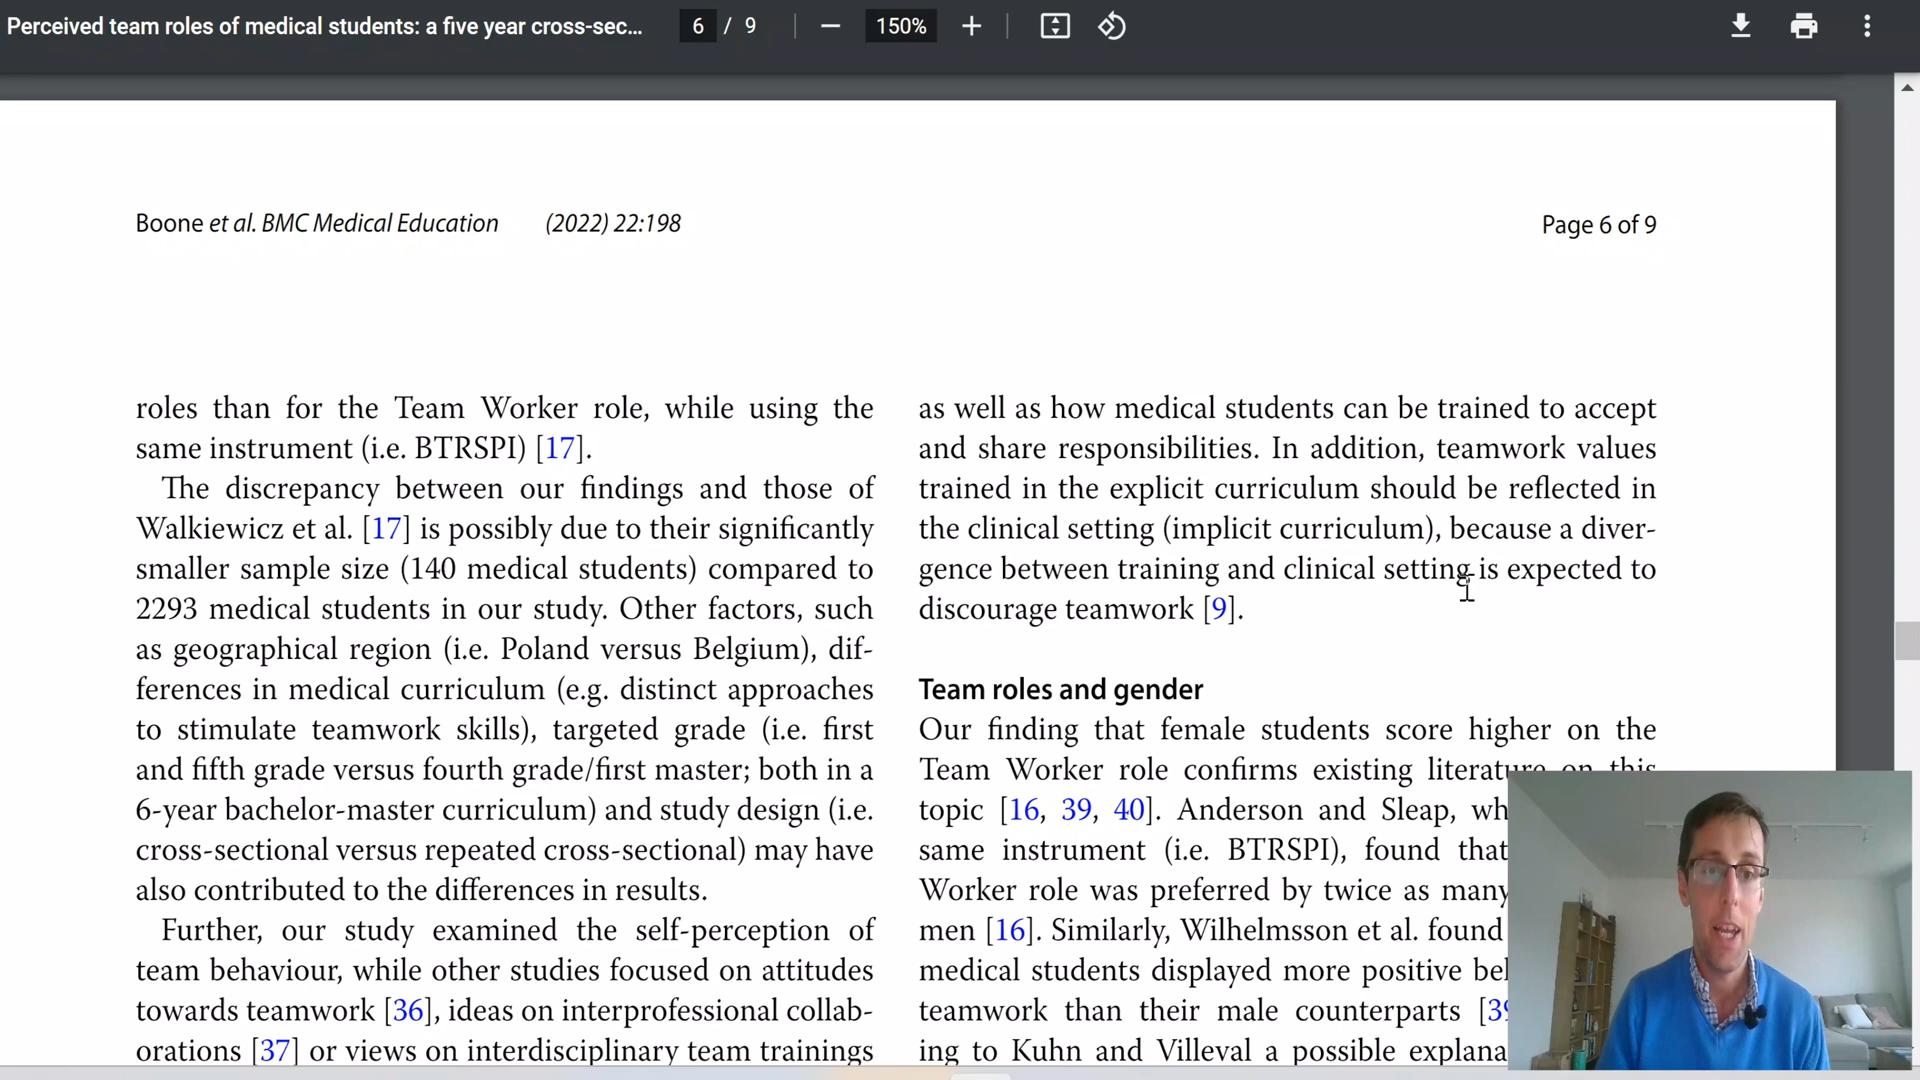 Perceived team roles of medical students: a five year cross-sec...
6 / 9
150%
Boone et al. BMC Medical Education (2022) 22:198
Page 6 of 9
roles than for the Team Worker role, while using the
same instrument (i.e. BTRSPI) [17].
The discrepancy between our findings and those of
Walkiewicz et al. [17] is possibly due to their significantly
smaller sample size (140 medical students) compared to
2293 medical students in our study. Other factors, such
as geographical region (i.e. Poland versus Belgium), dif-
ferences in medical curriculum (e.g. distinct approaches
to stimulate teamwork skills), targeted grade (i.e. first
and fifth grade versus fourth grade/first master; both in a
6-year bachelor-master curriculum) and study design (i.e.
cross-sectional versus repeated cross-sectional) may have
also contributed to the differences in results.
Further, our study examined the self-perception of
team behaviour, while other studies focused on attitudes
towards teamwork [36], ideas on interprofessional collab-
orations [37] or views on interdisciplinary team trainings
as well as how medical students can be trained to accept
and share responsibilities. In addition, teamwork values
trained in the explicit curriculum should be reflected in
the clinical setting (implicit curriculum), because a diver-
gence between training and clinical setting is expected to
discourage teamwork [9].
Team roles and gender
Our finding that female students score higher on the
Team Worker role confirms existing literature on this
topic [16, 39, 40]. Anderson and Sleap, wh
same instrument (i.e. BTRSPI), found that
Worker role was preferred by twice as many
men [16]. Similarly, Wilhelmsson et al. found
medical students displayed more positive be
teamwork than their male counterparts [39
ing to Kuhn and Villeval a possible explana